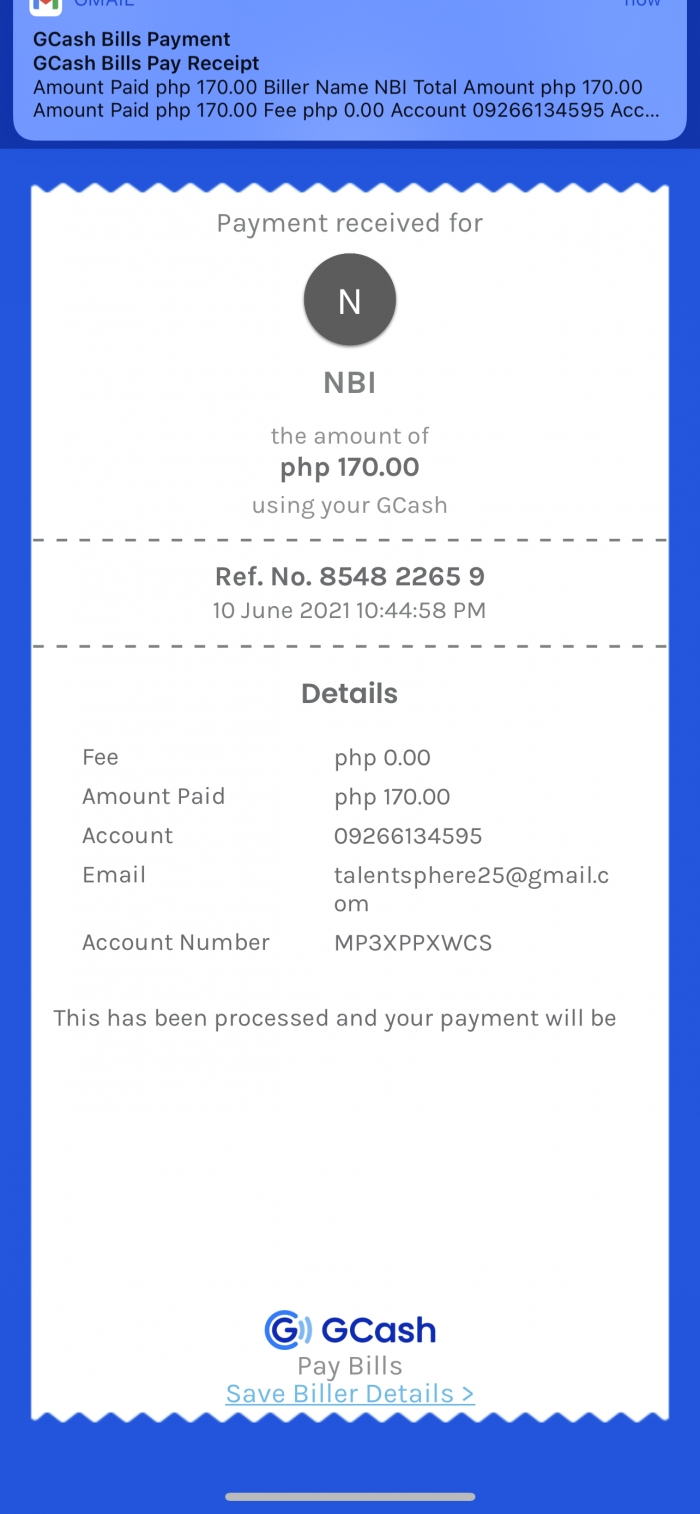 GMAIL
now
GCash Bills Payment
GCash Bills Pay Receipt
Amount Paid php 170.00 Biller Name NBI Total Amount php 170.00
Amount Paid php 170.00 Fee php 0.00 Account 09266134595 Acc...
Payment received for
N
NBI
the amount of
php 170.00
using your GCash
Ref. No. 8548 2265 9
10 June 2021 10:44:58 PM
Details
Fee php 0.00
Amount Paid php 170.00
Account 09266134595
Email talentsphere25@gmail.c
om
Account Number MP3XPPXWCS
This has been processed and your payment will be
G GCash
Pay Bills
Save Biller Details >